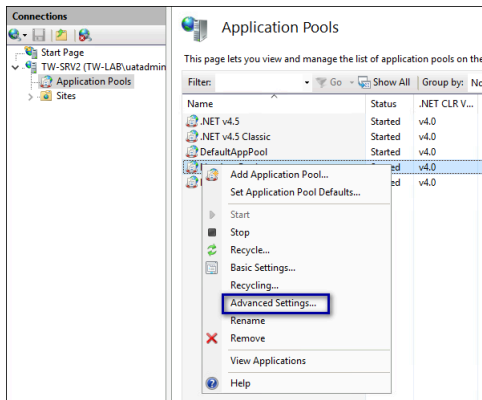 Connections
Start Page
TW-SRV2 (TW-LAB\uatadmin
Application Pools
Sites
Application Pools
This page lets you view and manage the list of application pools on the
Filter: Go Show All Group by: No
Name Status .NET CLR V...
.NET v4.5 Started v4.0
.NET v4.5 Classic Started v4.0
DefaultAppPool Started v4.0
v4.0
v4.0
Add Application Pool...
Set Application Pool Defaults...
Start
Stop
Recycle...
Basic Settings...
Recycling...
Advanced Settings...
Rename
Remove
View Applications
Help